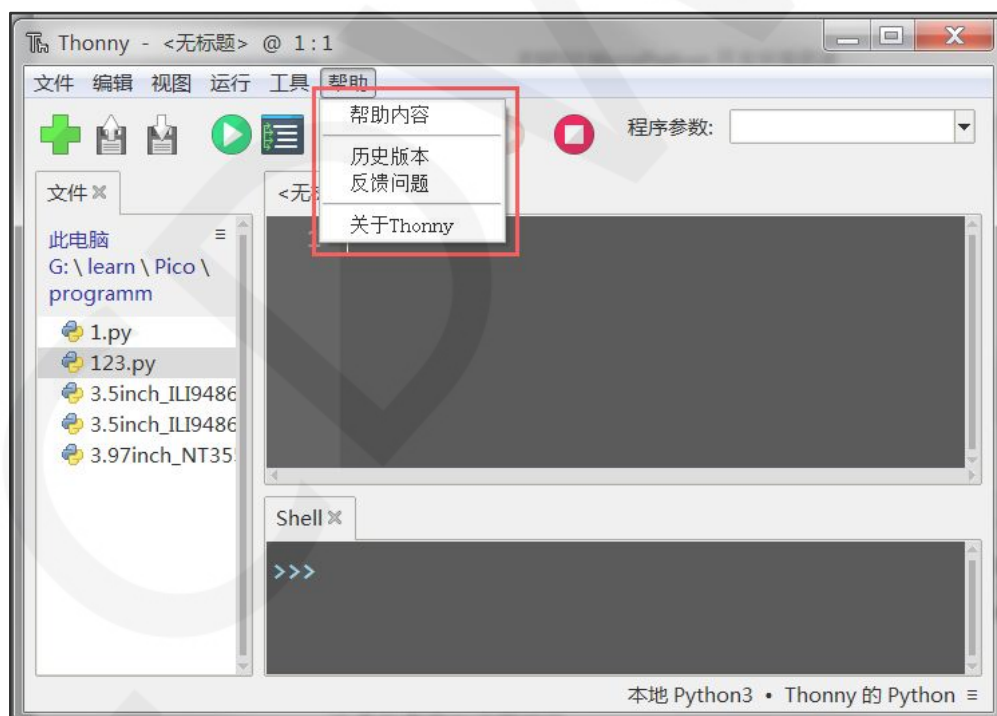 Thonny - <无标题> @ 1:1
文件 编辑 视图 运行 工具 帮助
帮助内容
历史版本
反馈问题
关于Thonny
程序参数:
文件
<无标
此电脑
G: \ learn \ Pico \
programm
1.py
123.py
3.5inch_ILI9486
3.5inch_ILI9486
3.97inch_NT35
1
Shell
>>>
本地 Python3 • Thonny 的 Python